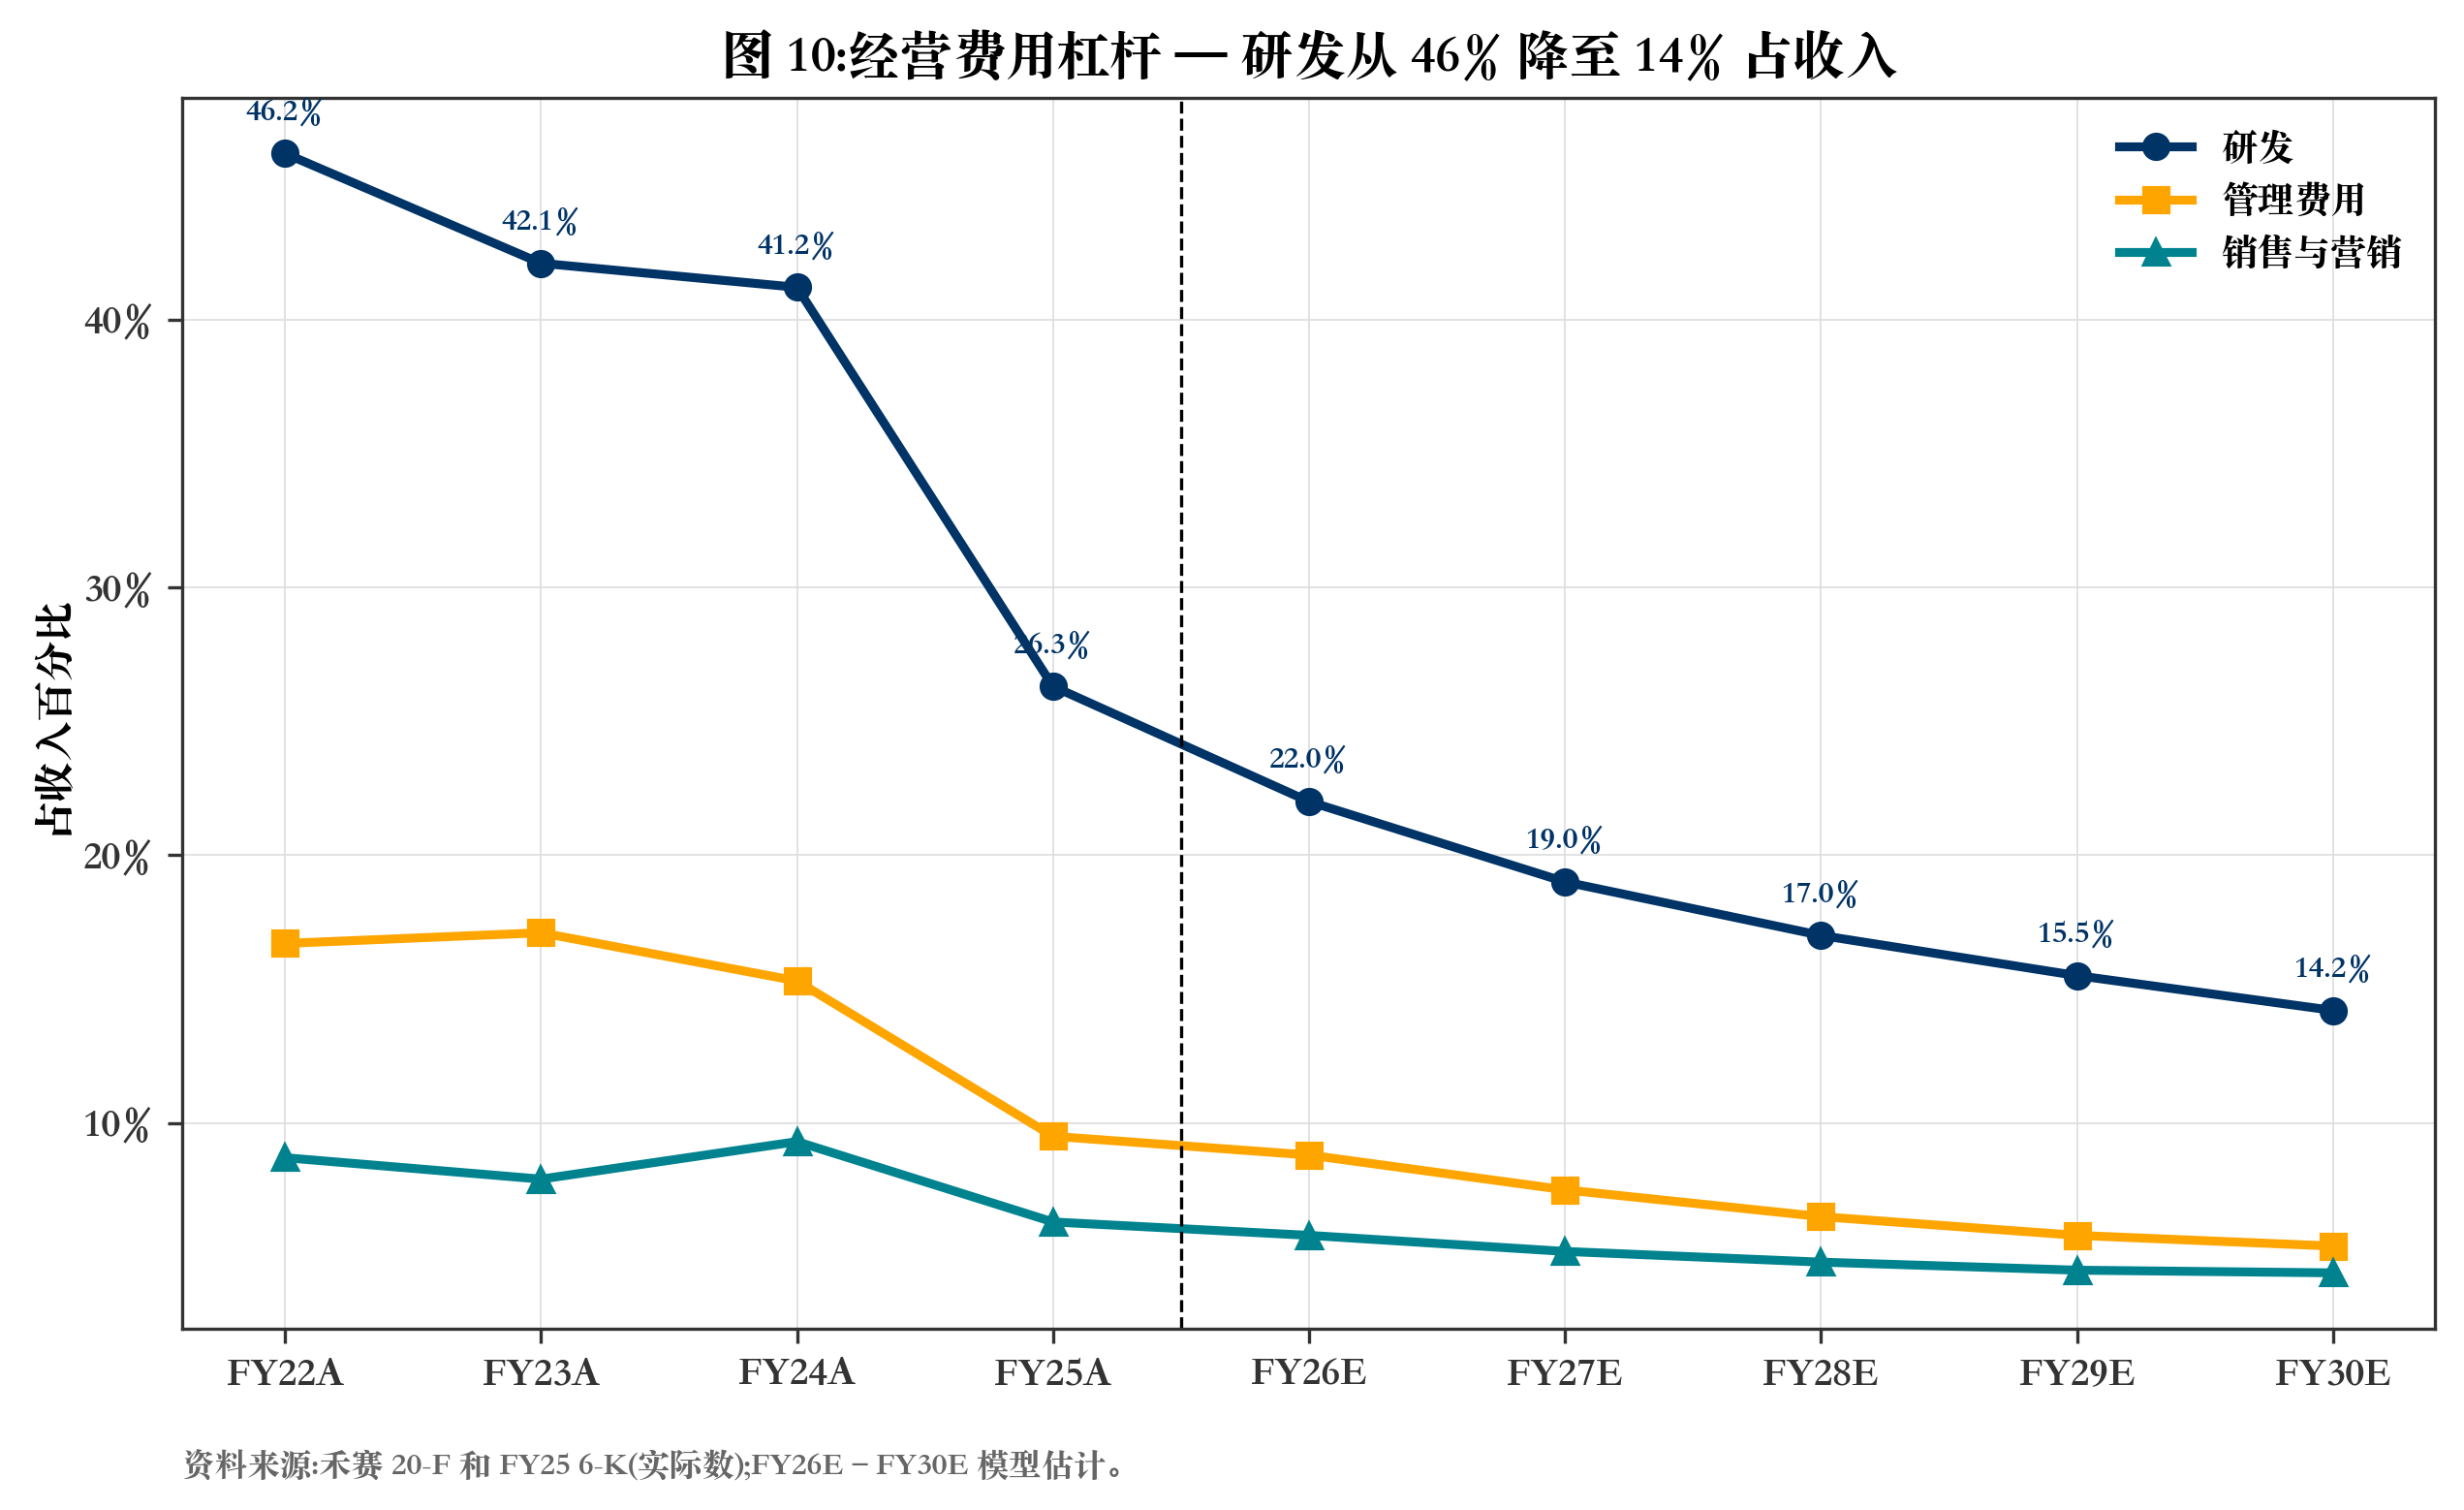 图 10:经营费用杠杆 — 研发从 46% 降至 14% 占收入
研发
管理费用
销售与营销
46.2%
42.1%
41.2%
26.3%
22.0%
19.0%
17.0%
15.5%
14.2%
占收入百分比
40%
30%
20%
10%
FY22A
FY23A
FY24A
FY25A
FY26E
FY27E
FY28E
FY29E
FY30E
资料来源:禾赛 20-F 和 FY25 6-K(实际数);FY26E – FY30E 模型估计。